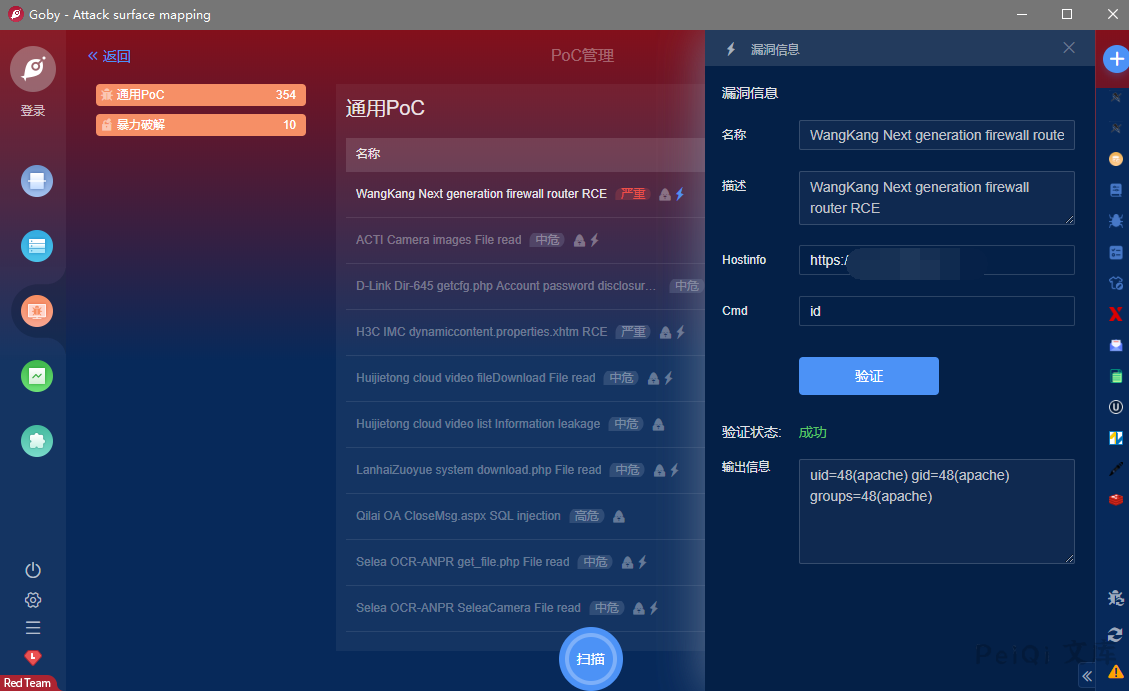 Goby - Attack surface mapping
登录
Red Team
« 返回
PoC管理
通用PoC 354
暴力破解 10
通用PoC
名称
WangKang Next generation firewall router RCE 严重
ACTI Camera images File read 中危
D-Link Dir-645 getcfg.php Account password disclosur... 中危
H3C IMC dynamiccontent.properties.xhtm RCE 严重
Huijietong cloud video fileDownload File read 中危
Huijietong cloud video list Information leakage 中危
LanhaiZuoyue system download.php File read 中危
Qilai OA CloseMsg.aspx SQL injection 高危
Selea OCR-ANPR get_file.php File read 中危
Selea OCR-ANPR SeleaCamera File read 中危
扫描
漏洞信息
漏洞信息
名称 WangKang Next generation firewall route
描述 WangKang Next generation firewall
router RCE
Hostinfo https:/
Cmd id
验证
验证状态: 成功
输出信息 uid=48(apache) gid=48(apache)
groups=48(apache)
PeiQi 文库